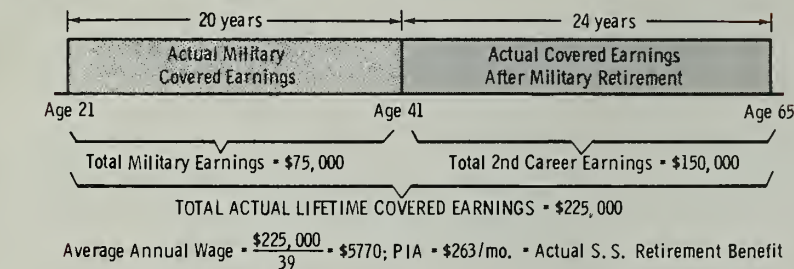 20 years 24 years
Actual Military Actual Covered Earnings
Covered Earnings After Military Retirement
Age 21 Age 41 Age 65
Total Military Earnings = $75,000 Total 2nd Career Earnings = $150,000
TOTAL ACTUAL LIFETIME COVERED EARNINGS = $225,000
Average Annual Wage = $225,000 / 39 = $5770; PIA = $263/mo. = Actual S. S. Retirement Benefit